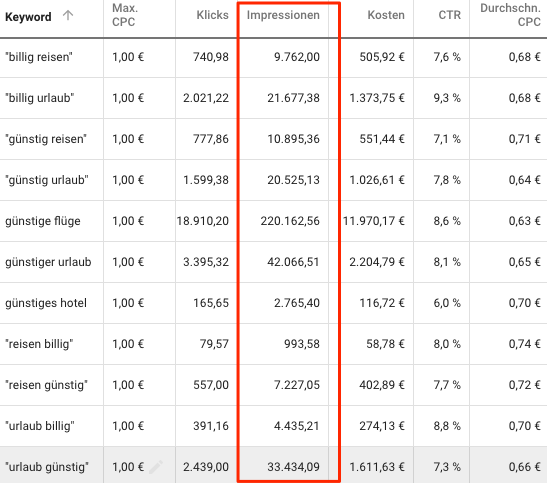 Keyword Max. CPC Klicks Impressionen Kosten CTR Durchschn. CPC
"billig reisen" 1,00 € 740,98 9.762,00 505,92 € 7,6 % 0,68 €
"billig urlaub" 1,00 € 2.021,22 21.677,38 1.373,75 € 9,3 % 0,68 €
"günstig reisen" 1,00 € 777,86 10.895,36 551,44 € 7,1 % 0,71 €
"günstig urlaub" 1,00 € 1.599,38 20.525,13 1.026,61 € 7,8 % 0,64 €
günstige flüge 1,00 € 18.910,20 220.162,56 11.970,17 € 8,6 % 0,63 €
günstiger urlaub 1,00 € 3.395,32 42.066,51 2.204,79 € 8,1 % 0,65 €
günstiges hotel 1,00 € 165,65 2.765,40 116,72 € 6,0 % 0,70 €
"reisen billig" 1,00 € 79,57 993,58 58,78 € 8,0 % 0,74 €
"reisen günstig" 1,00 € 557,00 7.227,05 402,89 € 7,7 % 0,72 €
"urlaub billig" 1,00 € 391,16 4.435,21 274,13 € 8,8 % 0,70 €
"urlaub günstig" 1,00 € 2.439,00 33.434,09 1.611,63 € 7,3 % 0,66 €